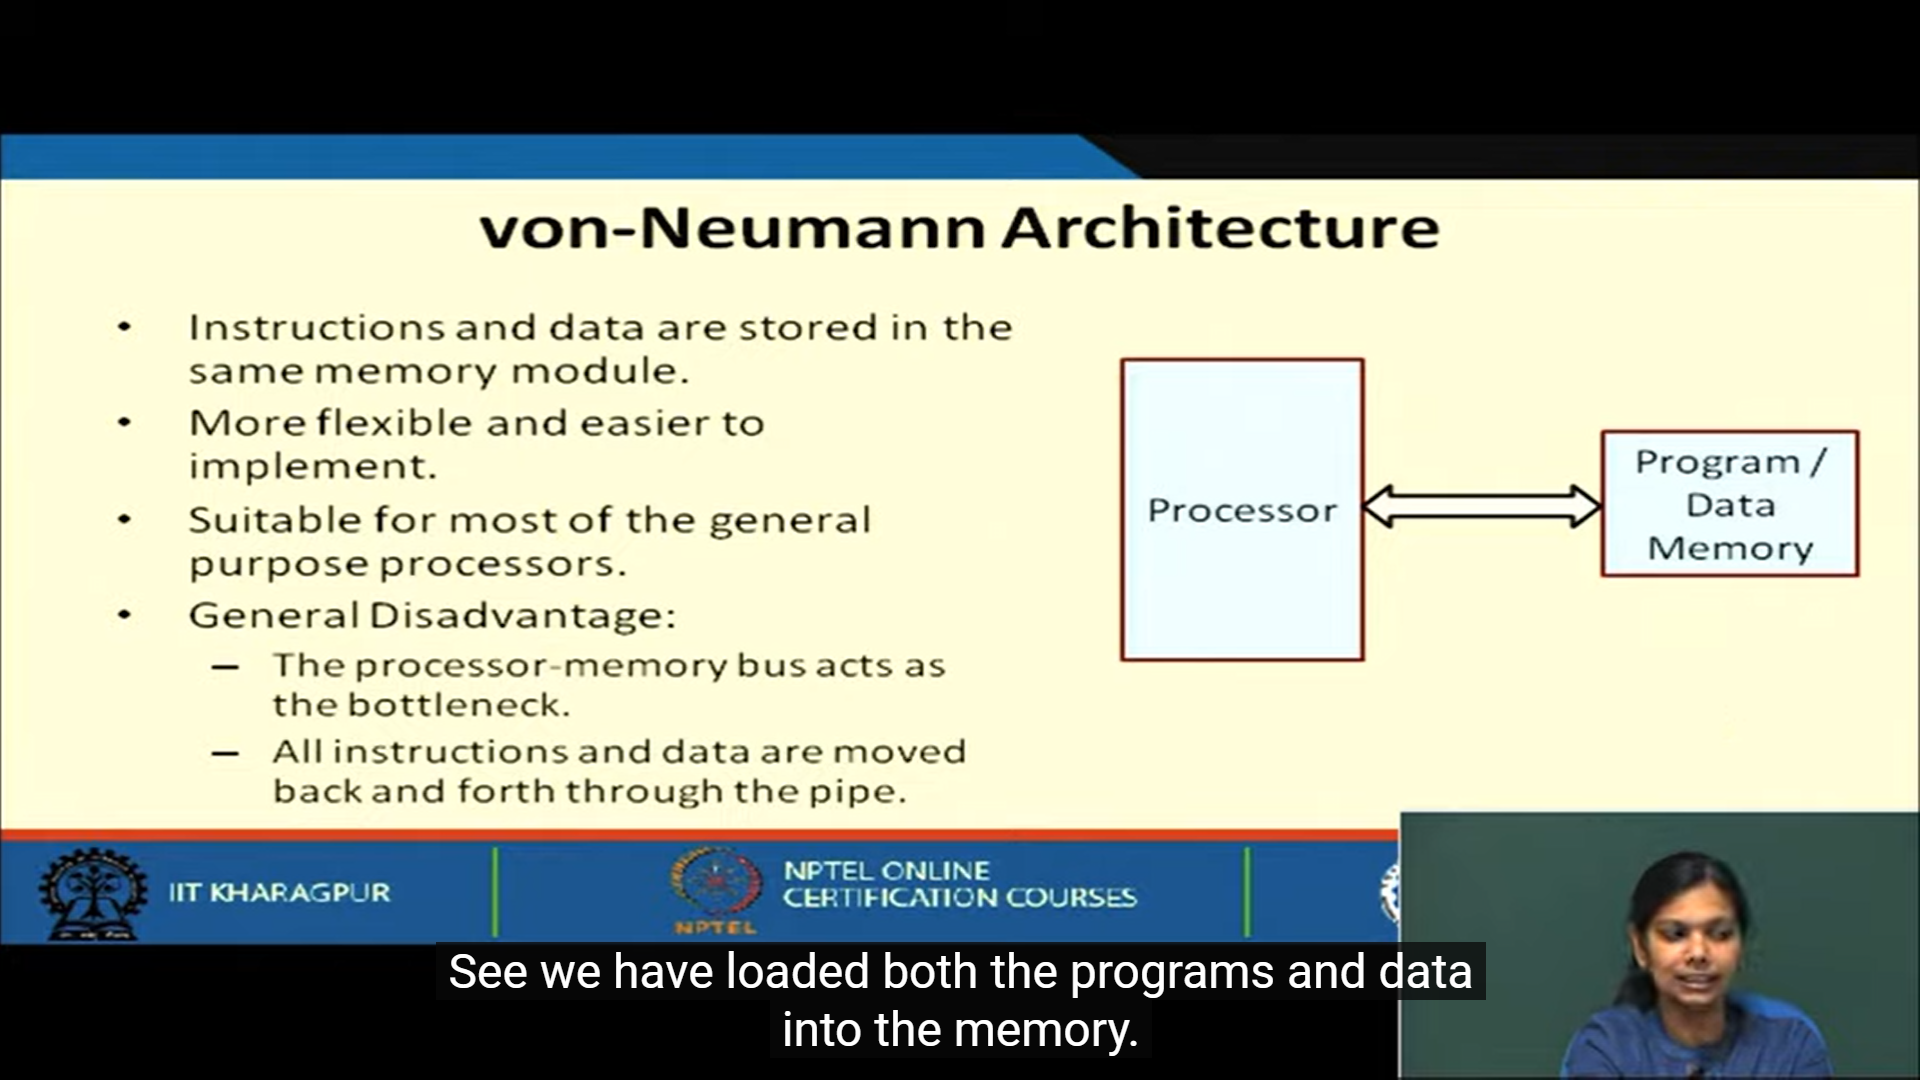 von-Neumann Architecture
• Instructions and data are stored in the
same memory module.
• More flexible and easier to
implement.
• Suitable for most of the general
purpose processors.
• General Disadvantage:
– The processor-memory bus acts as
the bottleneck.
– All instructions and data are moved
back and forth through the pipe.
Processor
Program /
Data
Memory
IIT KHARAGPUR
NPTEL
NPTEL ONLINE
CERTIFICATION COURSES
See we have loaded both the programs and data
into the memory.